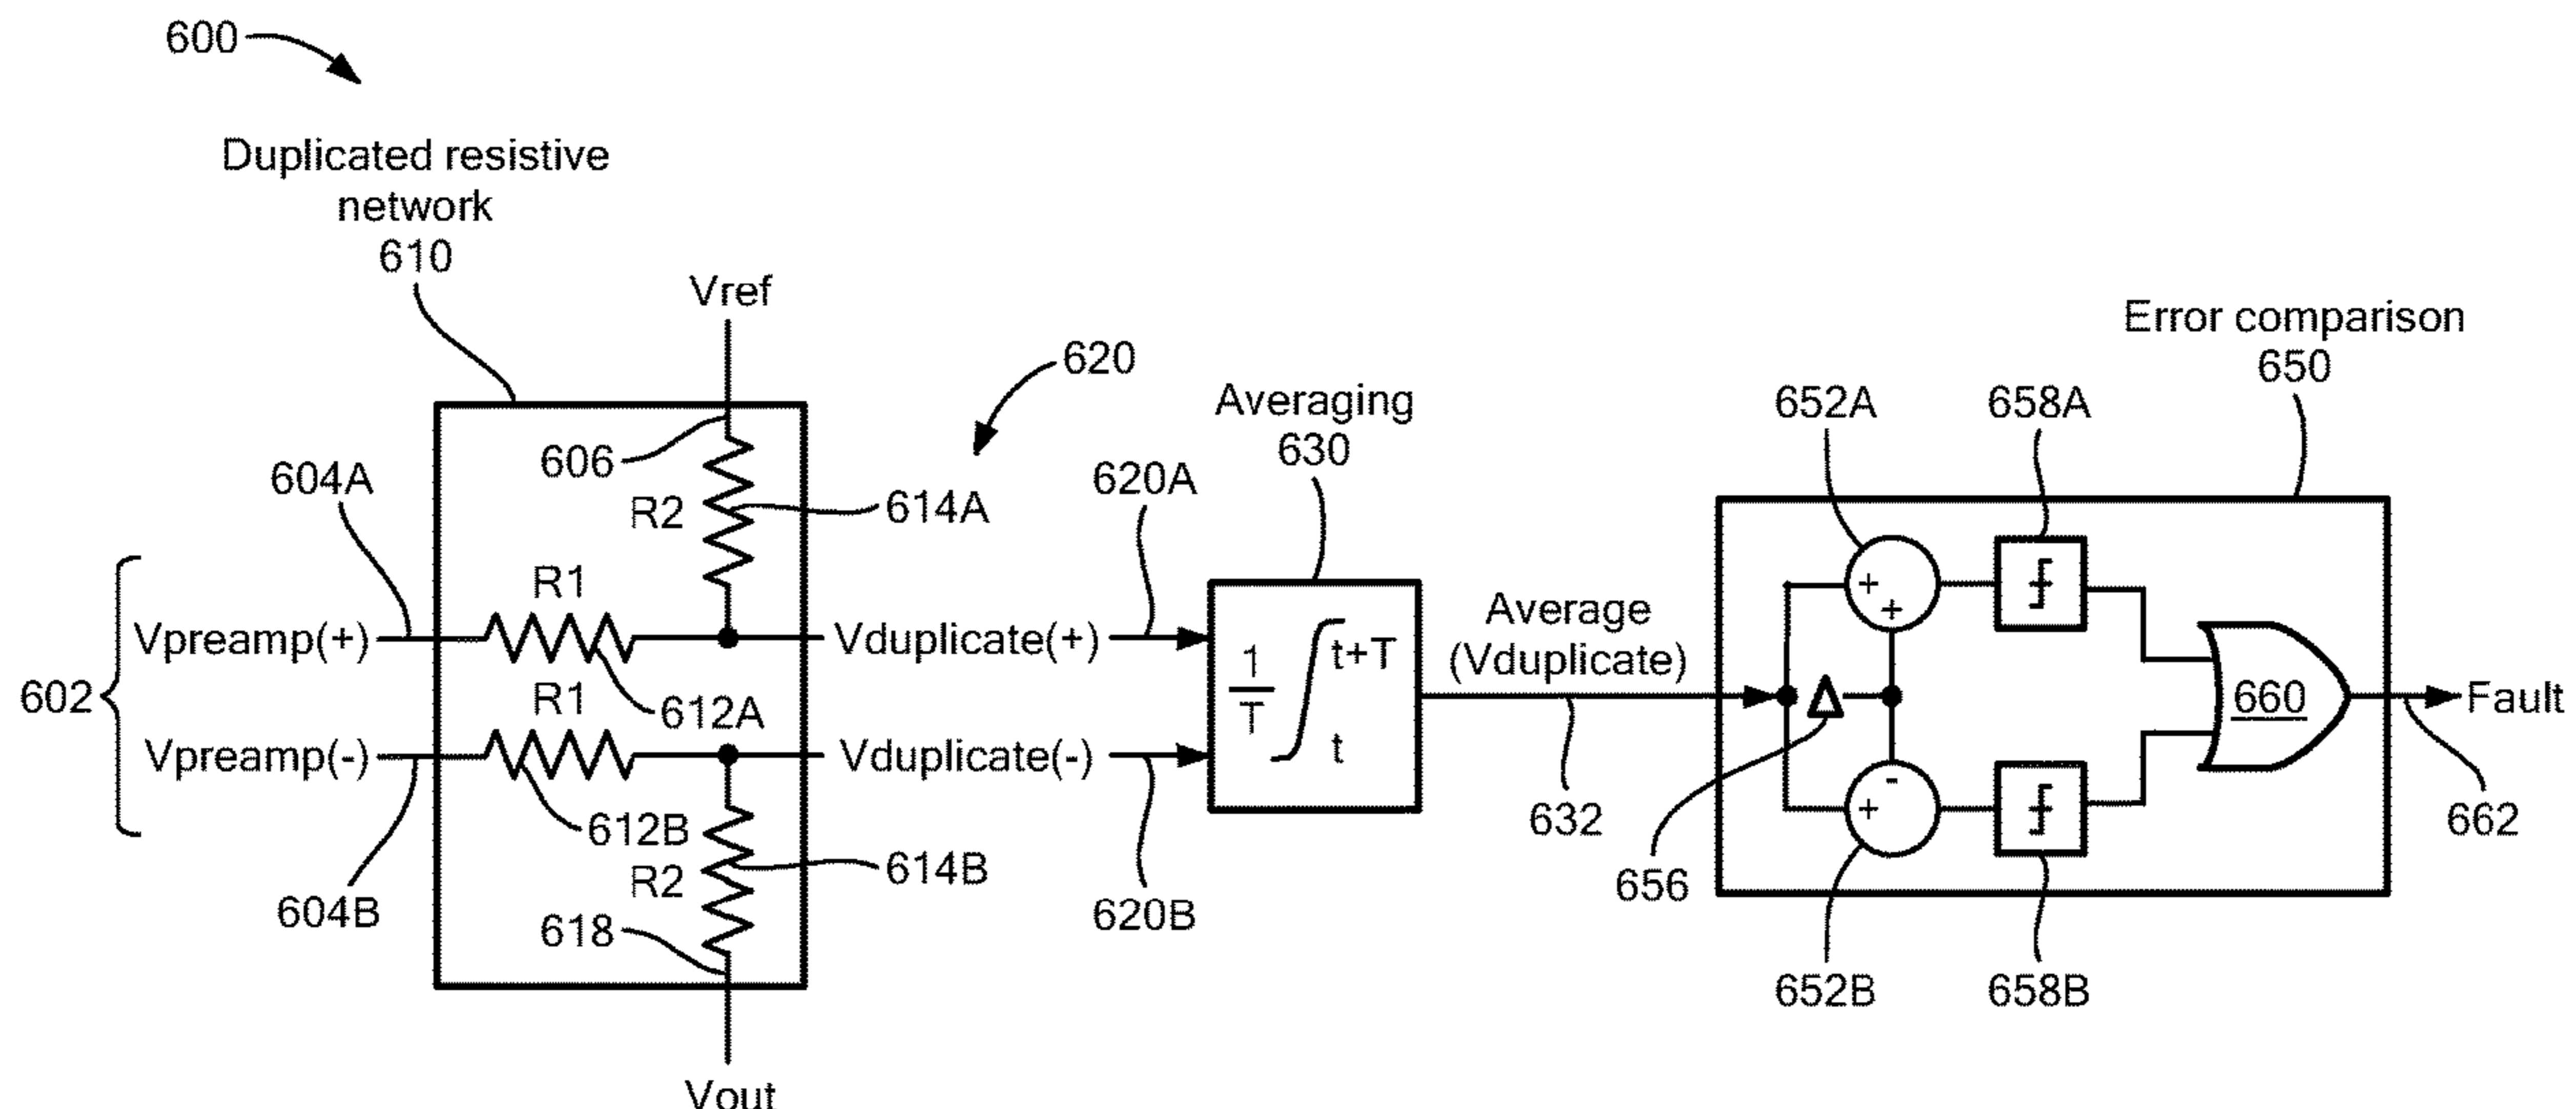 600
Duplicated resistive
network
610
Vref
620
Error comparison
650
Averaging
630
652A
658A
606
604A
R2
614A
620A
R1
Average
(Vduplicate)
Vpreamp(+)
Vduplicate(+)
1
T
t+T
t
+
+
602
R1
612A
660
Fault
Vpreamp(-)
Vduplicate(-)
-
+
612B
R2
614B
632
656
662
604B
618
620B
652B
658B
Vout